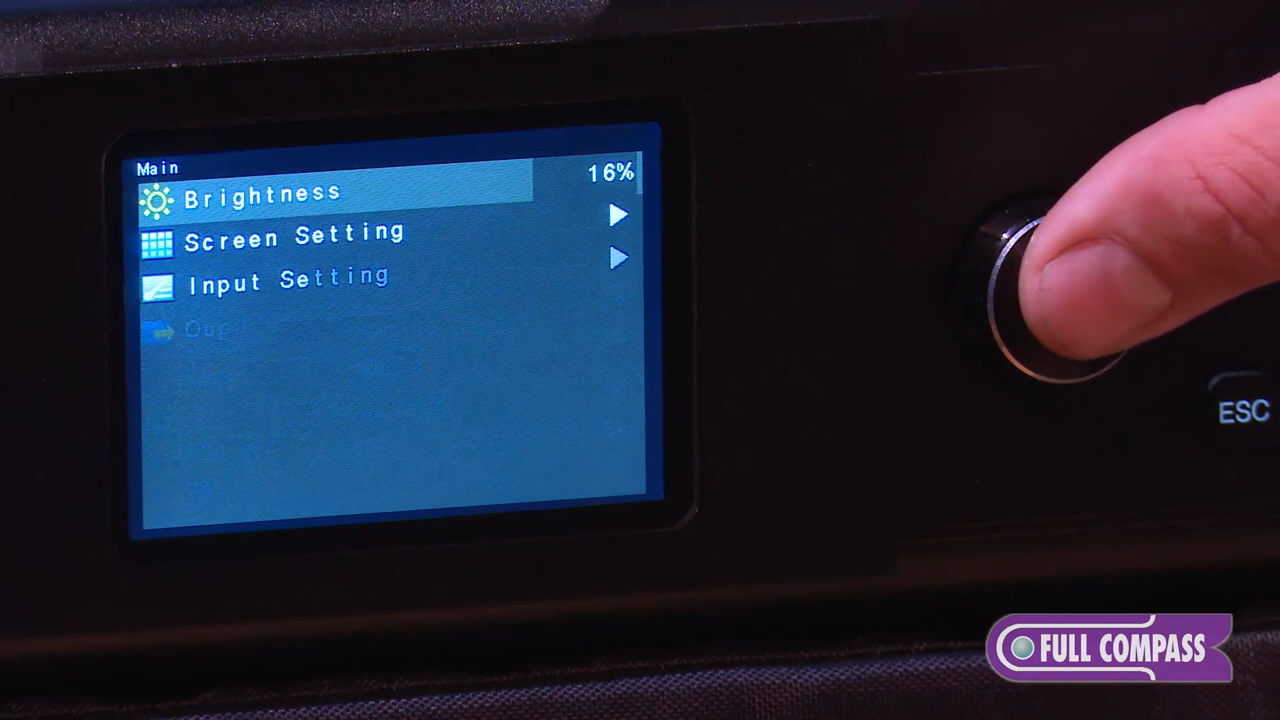 Main
Brightness 16%
Screen Setting
Input Setting
ESC
FULL COMPASS